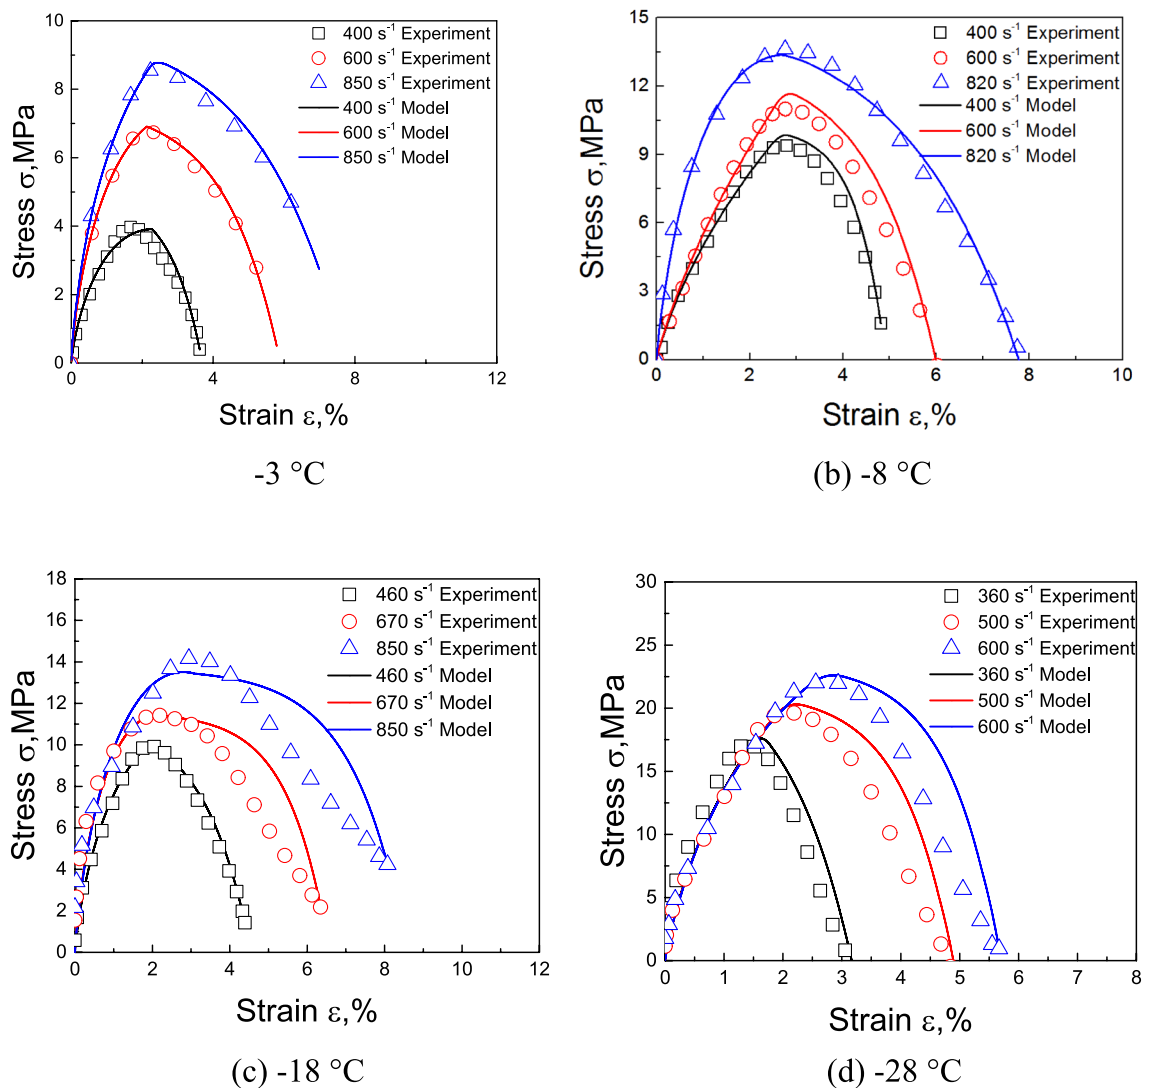 10
8
6
4
2
0
0
4
8
12
Stress σ,MPa
Strain ε,%
400 s⁻¹ Experiment
600 s⁻¹ Experiment
850 s⁻¹ Experiment
400 s⁻¹ Model
600 s⁻¹ Model
850 s⁻¹ Model
-3 °C
15
12
9
6
3
0
0
2
4
6
8
10
Stress σ,MPa
Strain ε,%
400 s⁻¹ Experiment
600 s⁻¹ Experiment
820 s⁻¹ Experiment
400 s⁻¹ Model
600 s⁻¹ Model
820 s⁻¹ Model
(b) -8 °C
18
16
14
12
10
8
6
4
2
0
0
2
4
6
8
10
12
Stress σ,MPa
Strain ε,%
460 s⁻¹ Experiment
670 s⁻¹ Experiment
850 s⁻¹ Experiment
460 s⁻¹ Model
670 s⁻¹ Model
850 s⁻¹ Model
(c) -18 °C
30
25
20
15
10
5
0
0
1
2
3
4
5
6
7
8
Stress σ,MPa
Strain ε,%
360 s⁻¹ Experiment
500 s⁻¹ Experiment
600 s⁻¹ Experiment
360 s⁻¹ Model
500 s⁻¹ Model
600 s⁻¹ Model
(d) -28 °C